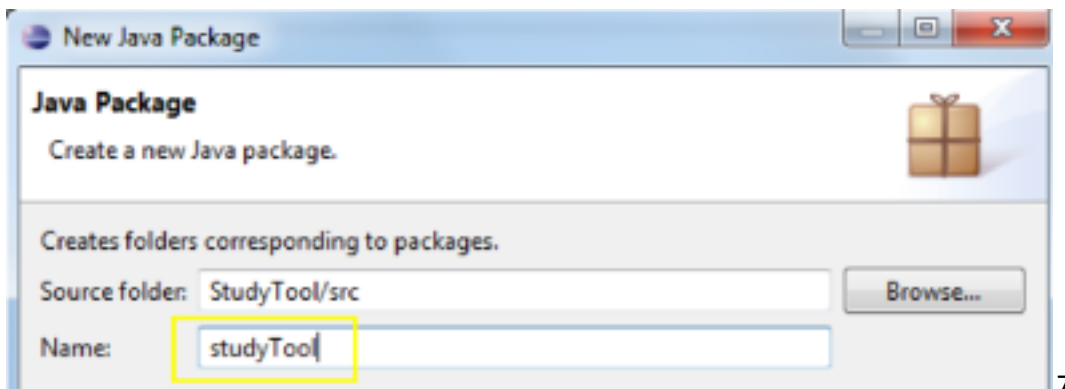 New Java Package
Java Package
Create a new Java package.
Creates folders corresponding to packages.
Source folder: StudyTool/src Browse...
Name: studyTool